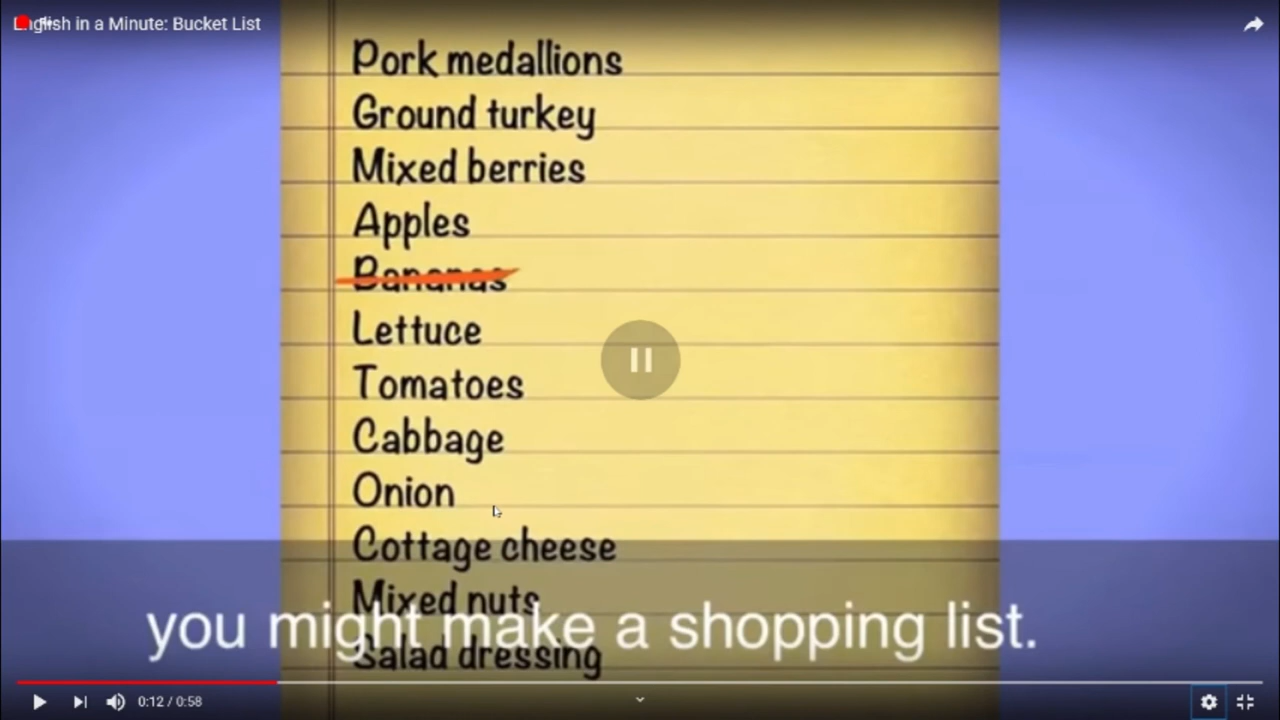 English in a Minute: Bucket List
Pork medallions
Ground turkey
Mixed berries
Apples
Bananas
Lettuce
Tomatoes
Cabbage
Onion
Cottage cheese
Mixed nuts
you might make a shopping list.
Salad dressing
0:12 / 0:58